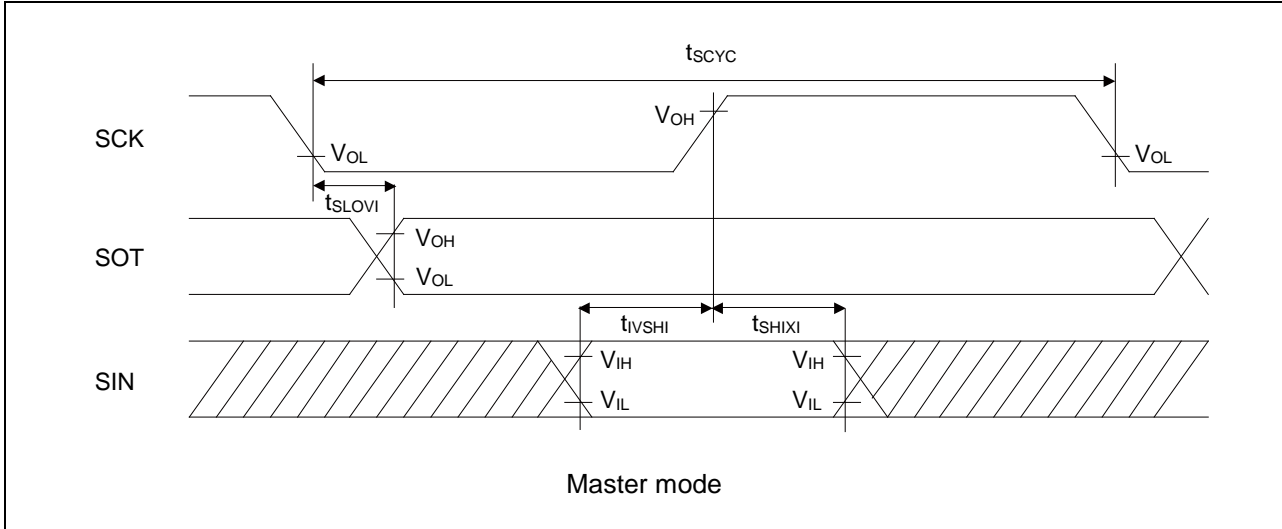 tSCYC
SCK
VOH
VOL
VOL
tSLOVI
SOT
VOH
VOL
tIVSHI
tSHIXI
SIN
VIH
VIH
VIL
VIL
Master mode